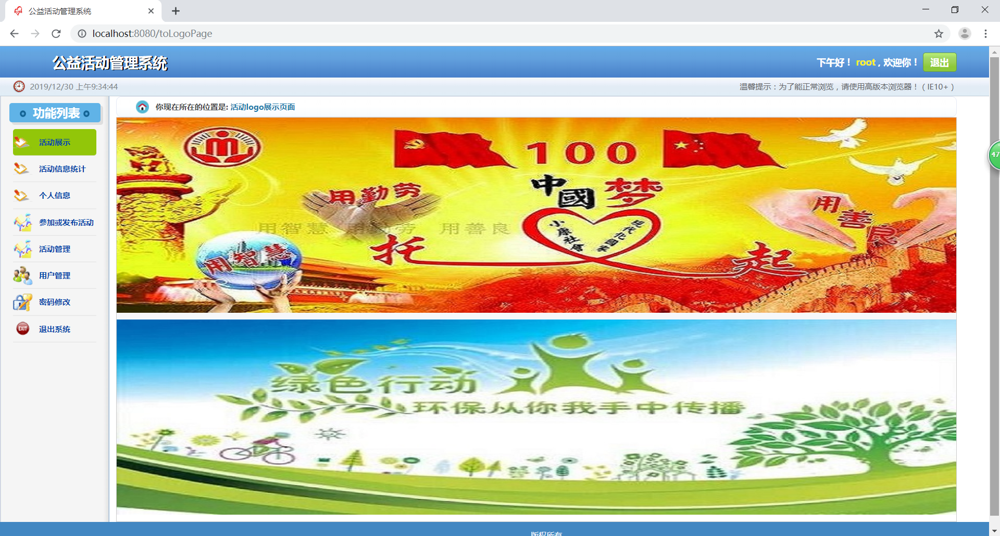 公益活动管理系统
localhost:8080/toLogoPage
公益活动管理系统
下午好！ root , 欢迎你！ 退出
2019/12/30 上午9:34:44
温馨提示：为了能正常浏览，请使用高版本浏览器！（ IE10+ ）
功能列表
你现在所在的位置是: 活动logo展示页面
活动展示
活动信息统计
个人信息
参加或发布活动
活动管理
用户管理
密码修改
EXIT 退出系统
100
中國梦
用勤劳
用善良
小康社会
现代化国家
用智慧 用勤劳 用善良
托
起
用智慧
绿色行动
环保从你我手中传播
47
版权所有